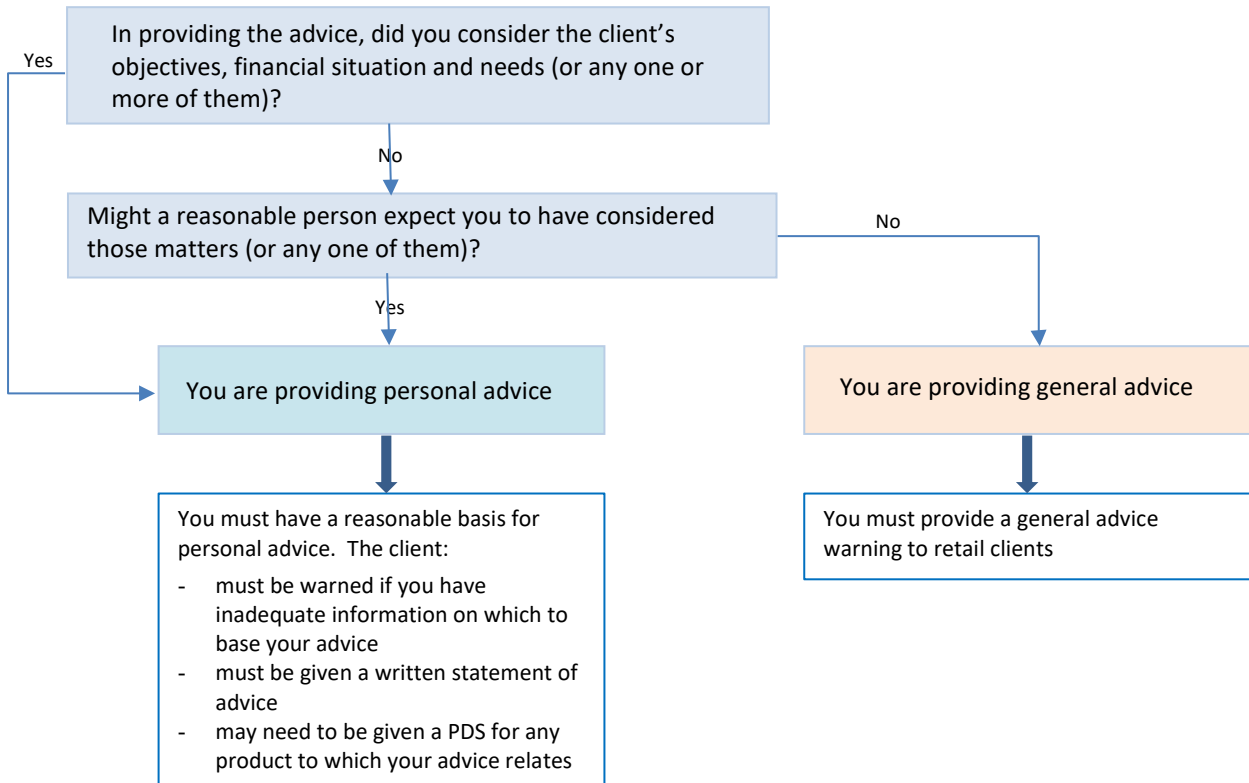 In providing the advice, did you consider the client’s
objectives, financial situation and needs (or any one or
more of them)?
Yes
No
Might a reasonable person expect you to have considered
those matters (or any one of them)?
No
Yes
You are providing personal advice
You are providing general advice
You must have a reasonable basis for
personal advice.  The client:
- must be warned if you have
inadequate information on which to
base your advice
- must be given a written statement of
advice
- may need to be given a PDS for any
product to which your advice relates
You must provide a general advice
warning to retail clients